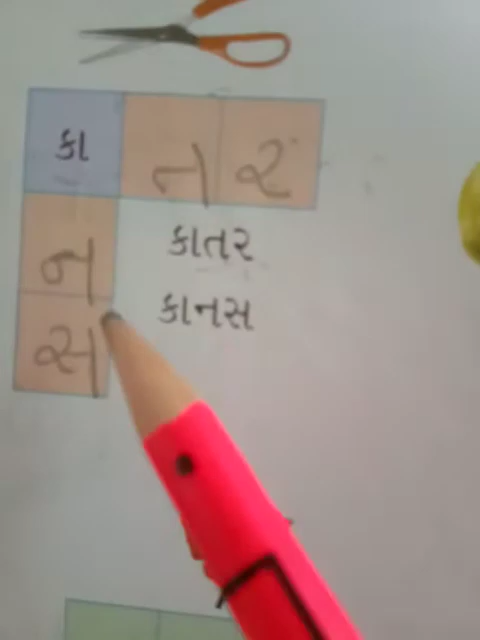 કા ત ર
ન
સ
કાતર
કાનસ